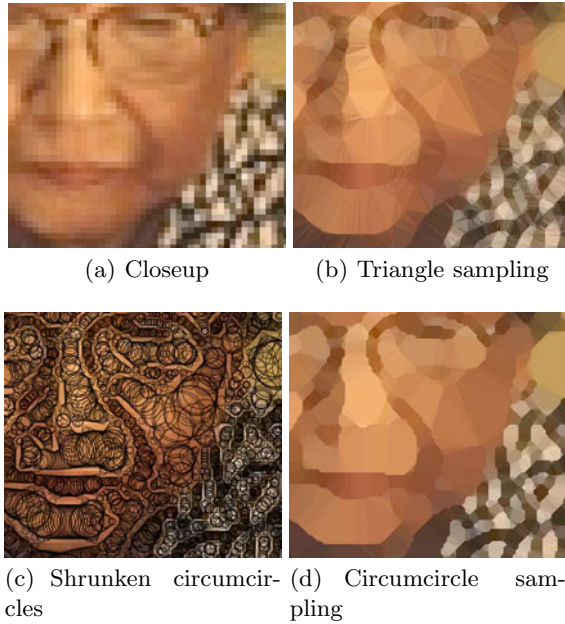 (a) Closeup
(b) Triangle sampling
(c) Shrunken circumcir-
cles
(d) Circumcircle sam-
pling